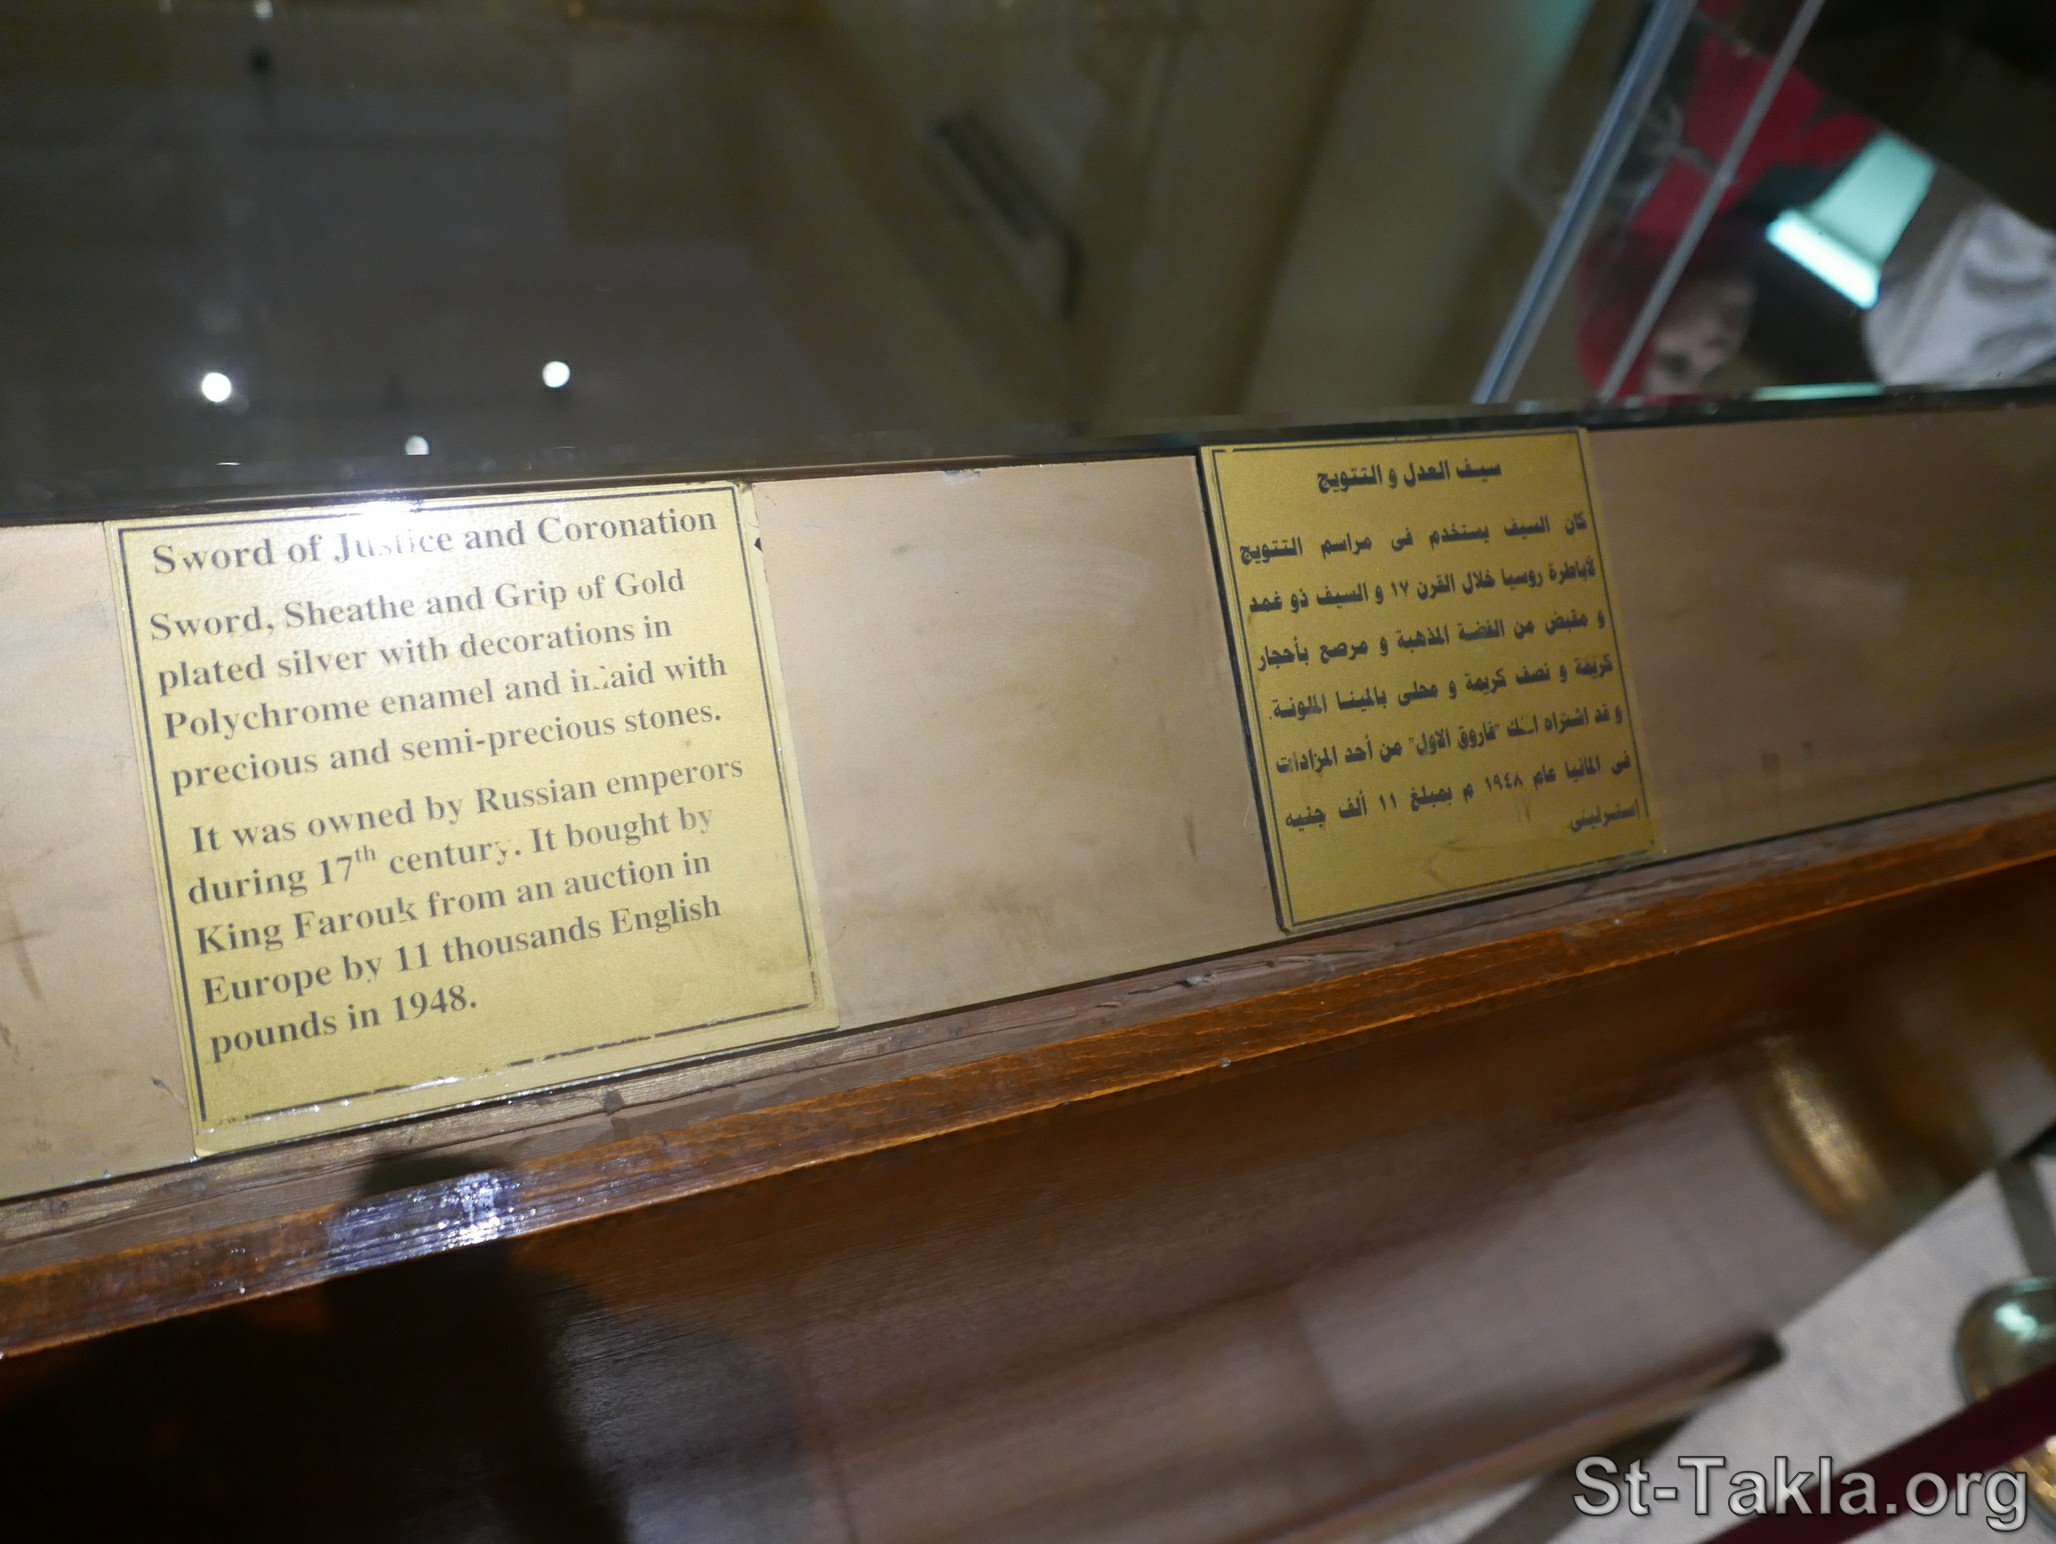 Sword of Justice and Coronation
Sword, Sheathe and Grip of Gold
plated silver with decorations in
Polychrome enamel and inlaid with
precious and semi-precious stones.
It was owned by Russian emperors
during 17th century. It bought by
King Farouk from an auction in
Europe by 11 thousands English
pounds in 1948.
سيف العدل و التتويج
كان السيف يستخدم فى مراسم التتويج
لأباطرة روسيا خلال القرن ١٧ و السيف ذو غمد
و مقبض من الفضة المذهبة و مرصع بأحجار
كريمة و نصف كريمة و محلى بالمينا الملونة.
و قد اشتراه الملك "فاروق الاول" من أحد المزادات
فى المانيا عام ١٩٤٨ م بمبلغ ١١ ألف جنيه
إسترلينى
St-Takla.org